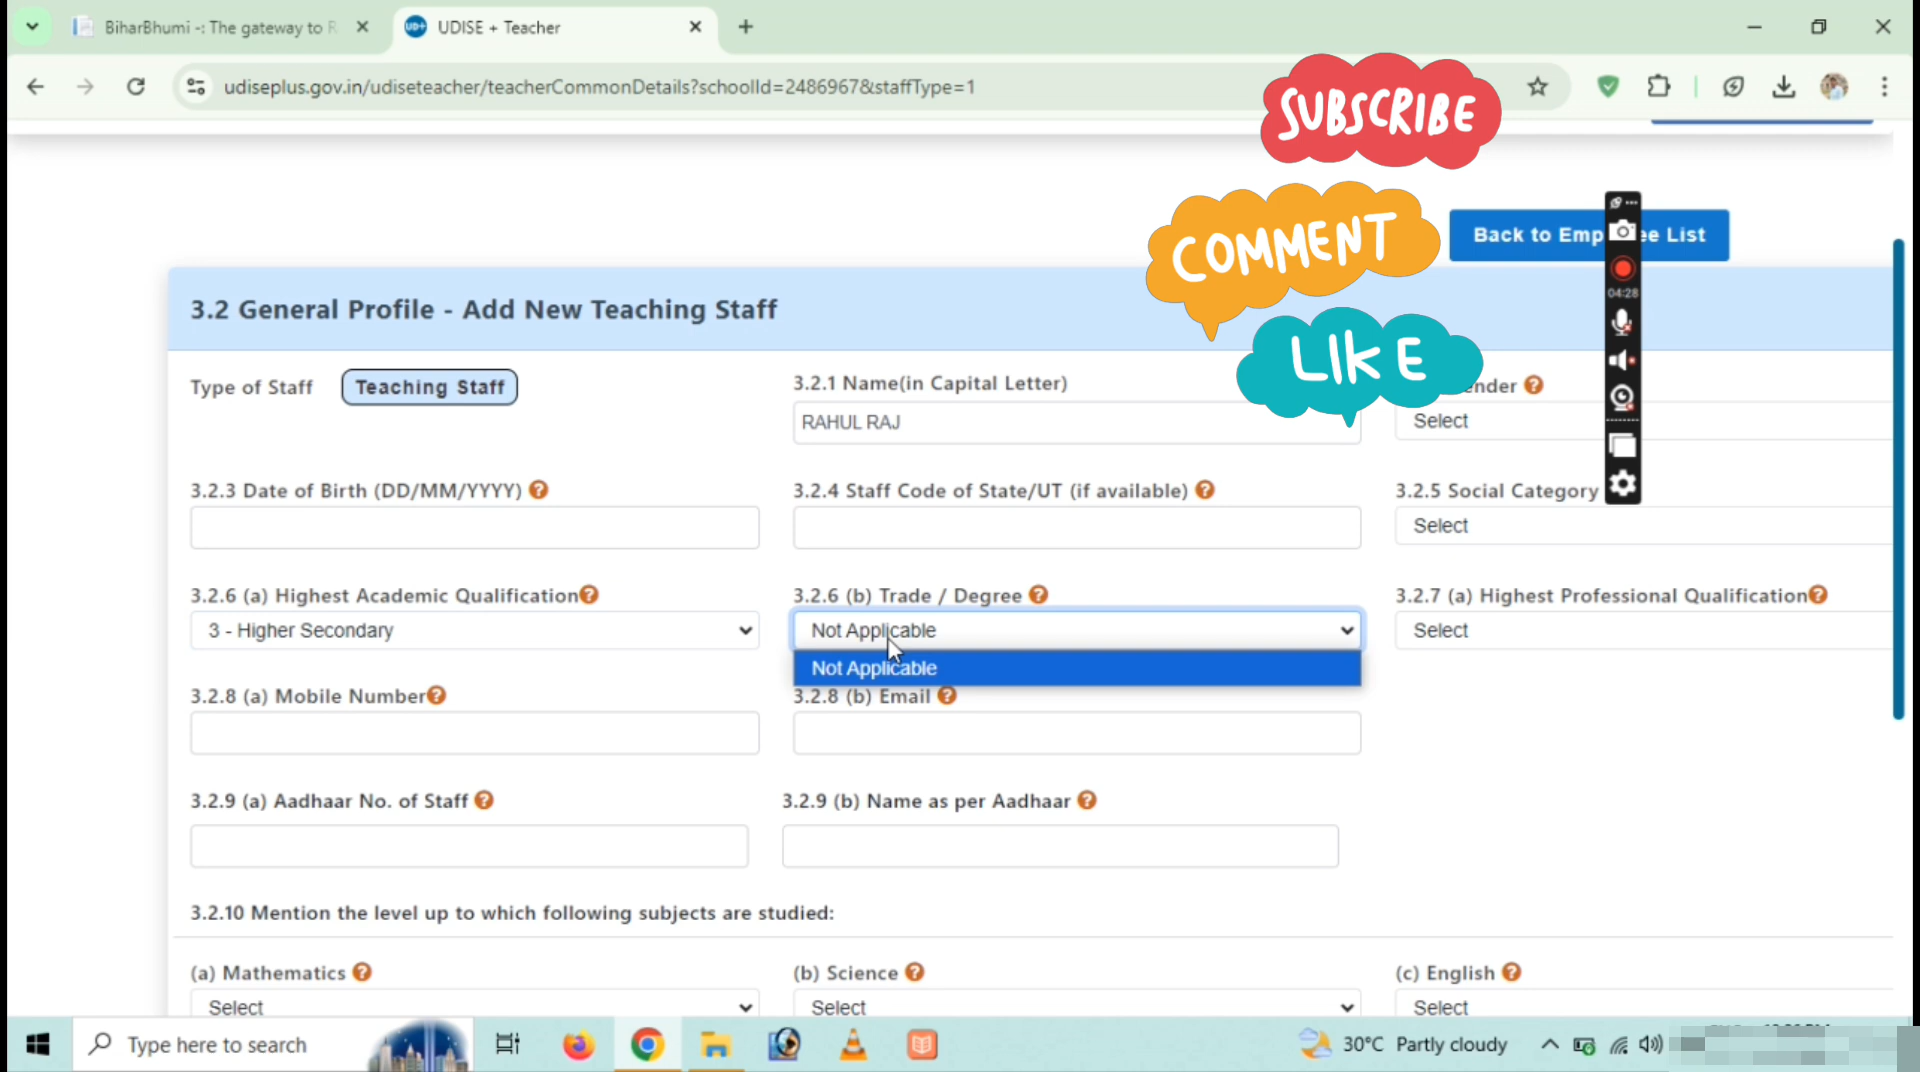 BiharBhumi -: The gateway to R
UDISE + Teacher
udiseplus.gov.in/udiseteacher/teacherCommonDetails?schoolId=2486967&staffType=1
SUBSCRIBE
COMMENT
LIKE
Back to Emp ee List
04:28
3.2 General Profile - Add New Teaching Staff
Type of Staff
Teaching Staff
3.2.1 Name(in Capital Letter)
RAHUL RAJ
ender
Select
3.2.3 Date of Birth (DD/MM/YYYY)
3.2.4 Staff Code of State/UT (if available)
3.2.5 Social Category
Select
3.2.6 (a) Highest Academic Qualification
3 - Higher Secondary
3.2.6 (b) Trade / Degree
Not Applicable
Not Applicable
3.2.7 (a) Highest Professional Qualification
Select
3.2.8 (a) Mobile Number
3.2.8 (b) Email
3.2.9 (a) Aadhaar No. of Staff
3.2.9 (b) Name as per Aadhaar
3.2.10 Mention the level up to which following subjects are studied:
(a) Mathematics
Select
(b) Science
Select
(c) English
Select
Type here to search
30°C Partly cloudy